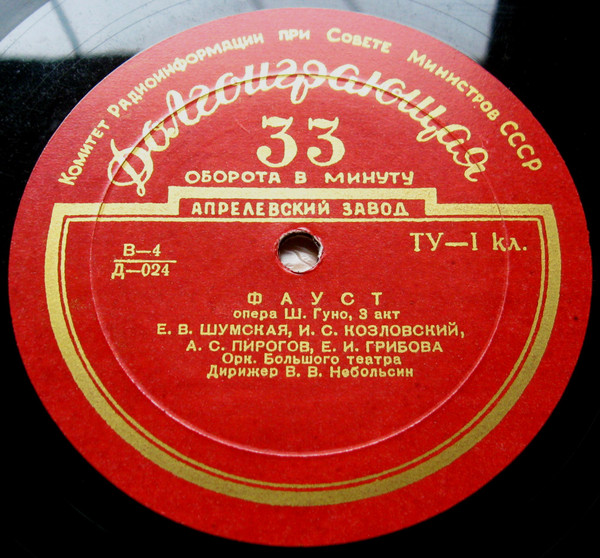 Комитет Радиоинформации при Совете Министров СССР
Долгоиграющая
33
ОБОРОТА В МИНУТУ
АПРЕЛЕВСКИЙ ЗАВОД
В—4
Д—024
ТУ—I кл.
ФАУСТ
опера Ш. Гуно, 3 акт
Е. В. ШУМСКАЯ, И. С. КОЗЛОВСКИЙ,
А. С. ПИРОГОВ, Е. И. ГРИБОВА
Орк. Большого театра
Дирижер В. В. Небольсин